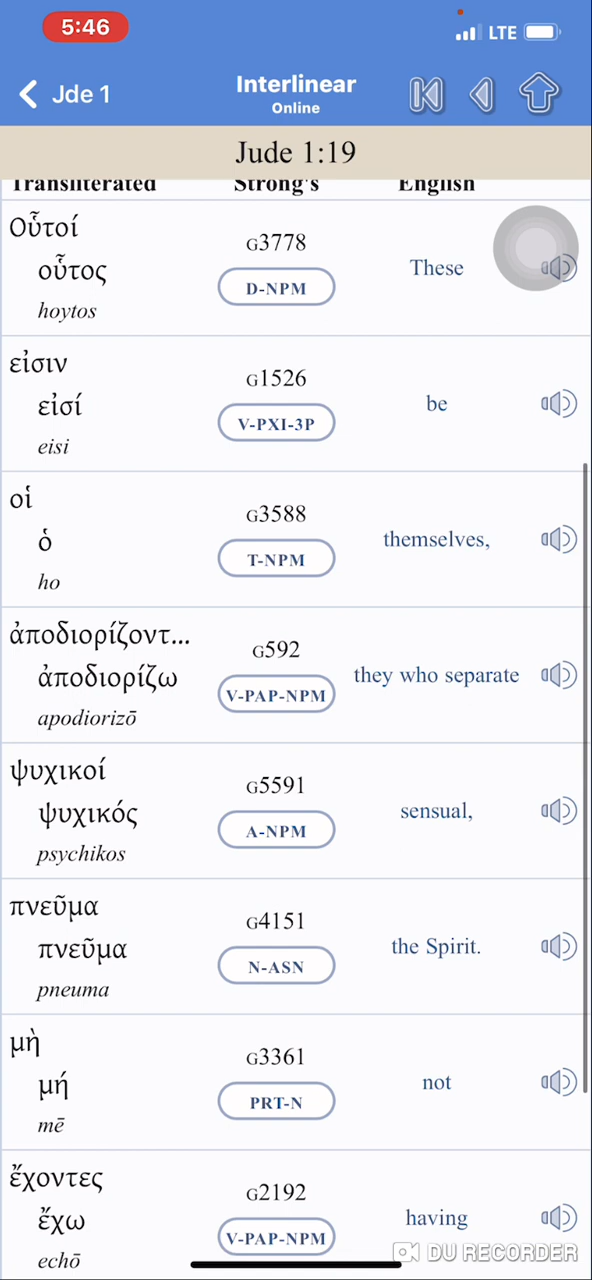 5:46
LTE
Jde 1
Interlinear
Online
Jude 1:19
Transliterated Strong's English
Οὗτοί
οὗτος
hoytos
G3778
D-NPM
These
εἰσιν
εἰσί
eisi
G1526
V-PXI-3P
be
οἱ
ὁ
ho
G3588
T-NPM
themselves,
ἀποδιορίζοντ...
ἀποδιορίζω
apodiorizō
G592
V-PAP-NPM
they who separate
ψυχικοί
ψυχικός
psychikos
G5591
A-NPM
sensual,
πνεῦμα
πνεῦμα
pneuma
G4151
N-ASN
the Spirit.
μὴ
μή
mē
G3361
PRT-N
not
ἔχοντες
ἔχω
echō
G2192
V-PAP-NPM
having
DU RECORDER